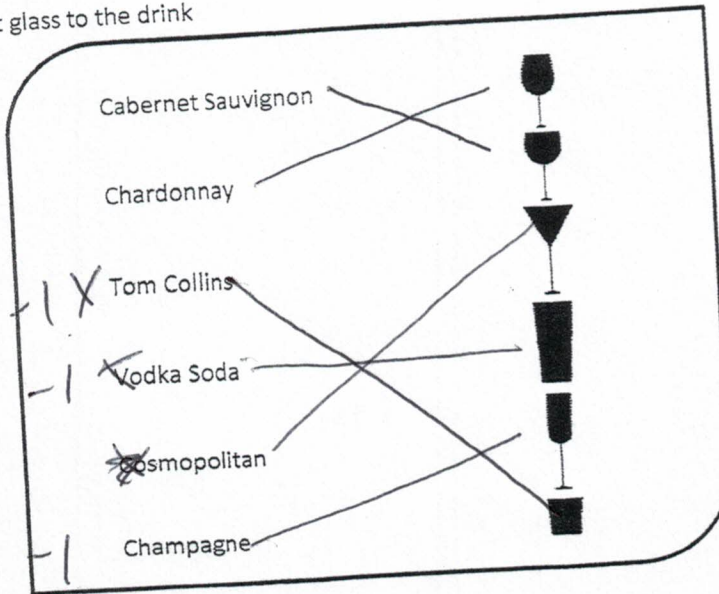 glass to the drink
Cabernet Sauvignon
Chardonnay
-1 X Tom Collins
-1 Vodka Soda
Cosmopolitan
-1 Champagne